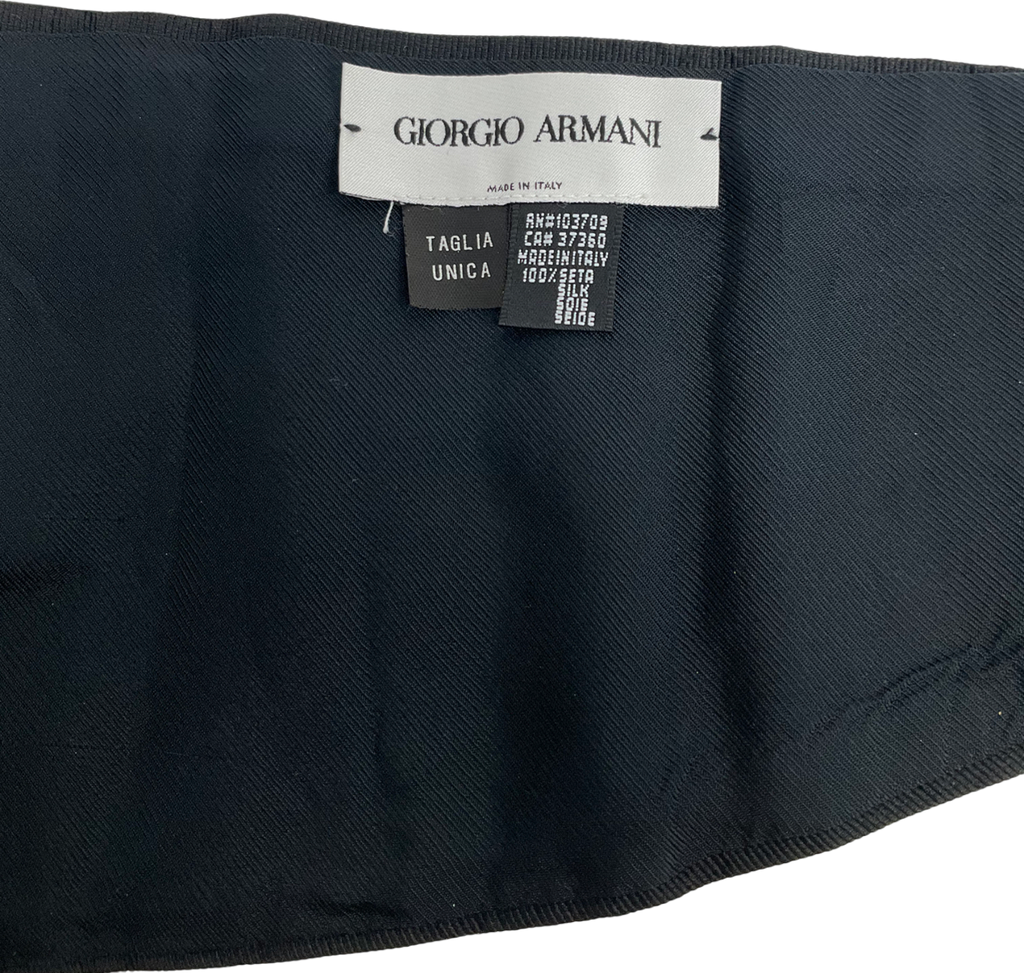 GIORGIO ARMANI
MADE IN ITALY
TAGLIA
UNICA
RN#103709
CA# 37360
MADEINITALY
100%SETA
SILK
SOIE
SEIDE